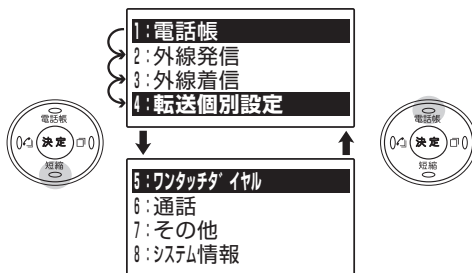 1:電話帳
2:外線発信
3:外線着信
4:転送個別設定
電話帳
決定
短縮
電話帳
決定
短縮
5:ワンタッチダイヤル
6:通話
7:その他
8:システム情報